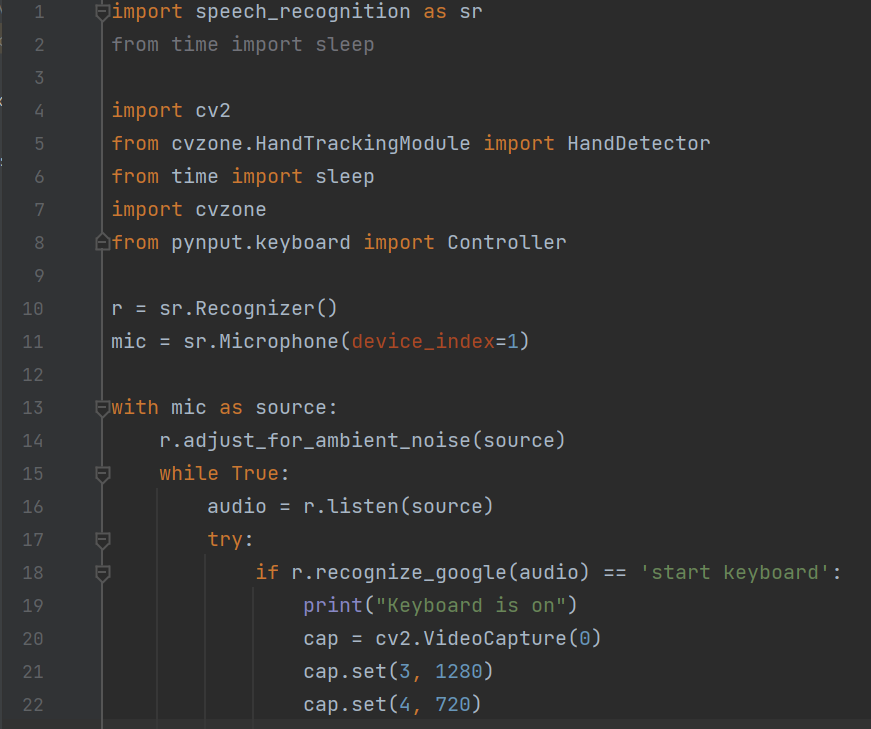 1 import speech_recognition as sr
2 from time import sleep
3
4 import cv2
5 from cvzone.HandTrackingModule import HandDetector
6 from time import sleep
7 import cvzone
8 from pynput.keyboard import Controller
9
10 r = sr.Recognizer()
11 mic = sr.Microphone(device_index=1)
12
13 with mic as source:
14     r.adjust_for_ambient_noise(source)
15     while True:
16         audio = r.listen(source)
17         try:
18             if r.recognize_google(audio) == 'start keyboard':
19                 print("Keyboard is on")
20                 cap = cv2.VideoCapture(0)
21                 cap.set(3, 1280)
22                 cap.set(4, 720)